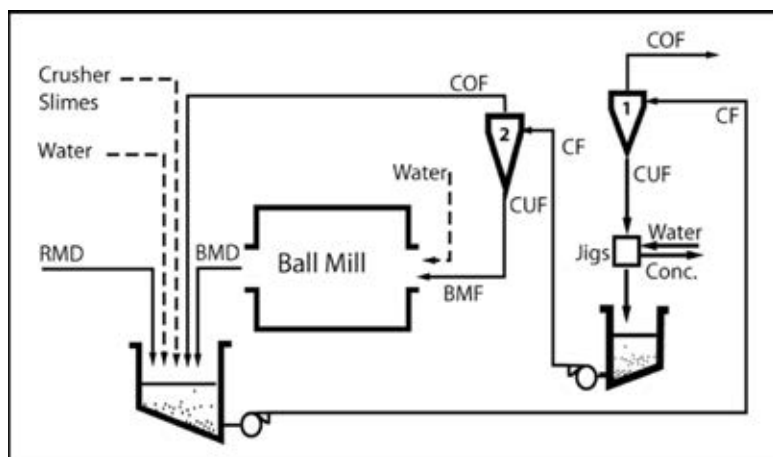 COF
Crusher
Slimes
COF
1
CF
2
Water
CF
Water
CUF
CUF
Water
RMD
BMD
Ball Mill
Jigs
Conc.
BMF